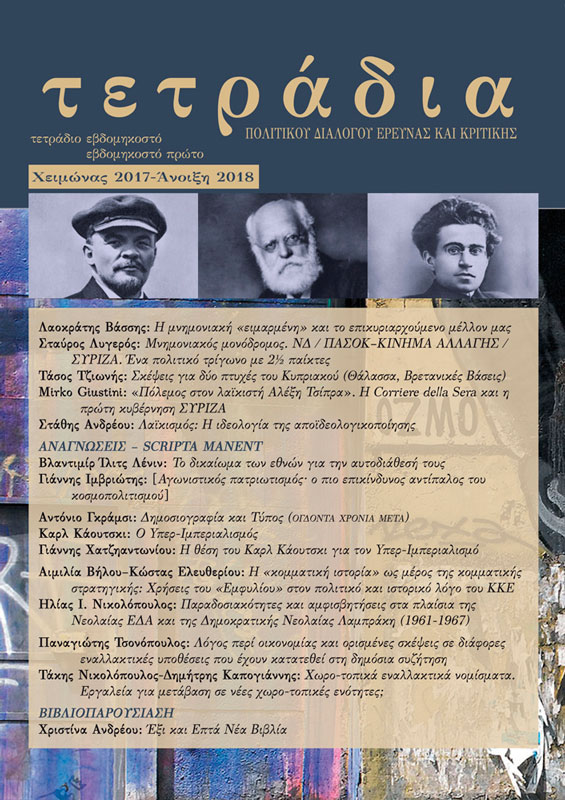 τετράδια
ΠΟΛΙΤΙΚΟΥ ΔΙΑΛΟΓΟΥ ΕΡΕΥΝΑΣ ΚΑΙ ΚΡΙΤΙΚΗΣ
τετράδιο εβδομηκοστό
εβδομηκοστό πρώτο
Χειμώνας 2017-Άνοιξη 2018
Λαοκράτης Βάσσης: Η μνημονιακή «ειμαρμένη» και το επικυριαρχούμενο μέλλον μας
Σταύρος Λυγερός: Μνημονιακός μονόδρομος. ΝΔ / ΠΑΣΟΚ–ΚΙΝΗΜΑ ΑΛΛΑΓΗΣ /
ΣΥΡΙΖΑ. Ένα πολιτικό τρίγωνο με 2½ παίκτες
Τάσος Τζιωνής: Σκέψεις για δύο πτυχές του Κυπριακού (Θάλασσα, Βρετανικές Βάσεις)
Mirko Giustini: «Πόλεμος στον λαϊκιστή Αλέξη Τσίπρα». Η Corriere della Sera και η
πρώτη κυβέρνηση ΣΥΡΙΖΑ
Στάθης Ανδρέου: Λαϊκισμός: Η ιδεολογία της αποϊδεολογικοποίησης
ΑΝΑΓΝΩΣΕΙΣ – SCRIPTA MANENT
Βλαντιμίρ Ίλιτς Λένιν: Το δικαίωμα των εθνών για την αυτοδιάθεσή τους
Γιάννης Ιμβριώτης: [Αγωνιστικός πατριωτισμός· ο πιο επικίνδυνος αντίπαλος του
κοσμοπολιτισμού]
Αντόνιο Γκράμσι: Δημοσιογραφία και Τύπος (ΟΓΔΟΝΤΑ ΧΡΟΝΙΑ ΜΕΤΑ)
Καρλ Κάουτσκι: Ο Υπερ-Ιμπεριαλισμός
Γιάννης Χατζηαντωνίου: Η θέση του Καρλ Κάουτσκι για τον Υπερ-Ιμπεριαλισμό
Αιμιλία Βήλου–Κώστας Ελευθερίου: Η «κομματική ιστορία» ως μέρος της κομματικής
στρατηγικής: Χρήσεις του «Εμφυλίου» στον πολιτικό και ιστορικό λόγο του ΚΚΕ
Ηλίας Ι. Νικολόπουλος: Παραδοσιακότητες και αμφισβητήσεις στα πλαίσια της
Νεολαίας ΕΔΑ και της Δημοκρατικής Νεολαίας Λαμπράκη (1961-1967)
Παναγιώτης Τσονόπουλος: Λόγος περί οικονομίας και ορισμένες σκέψεις σε διάφορες
εναλλακτικές υποθέσεις που έχουν κατατεθεί στη δημόσια συζήτηση
Τάκης Νικολόπουλος-Δημήτρης Καπογιάννης: Χωρο-τοπικά εναλλακτικά νομίσματα.
Εργαλεία για μετάβαση σε νέες χωρο-τοπικές ενότητες;
ΒΙΒΛΙΟΠΑΡΟΥΣΙΑΣΗ
Χριστίνα Ανδρέου: Έξι και Επτά Νέα Βιβλία